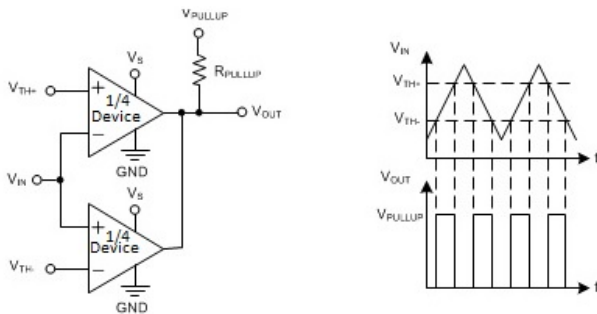 VPULLUP
VS
RPULLUP
VTH+
+
1/4
Device
−
VOUT
GND
VIN
VS
+
1/4
Device
−
VTH-
GND
VIN
VTH+
VTH-
t
VOUT
VPULLUP
t